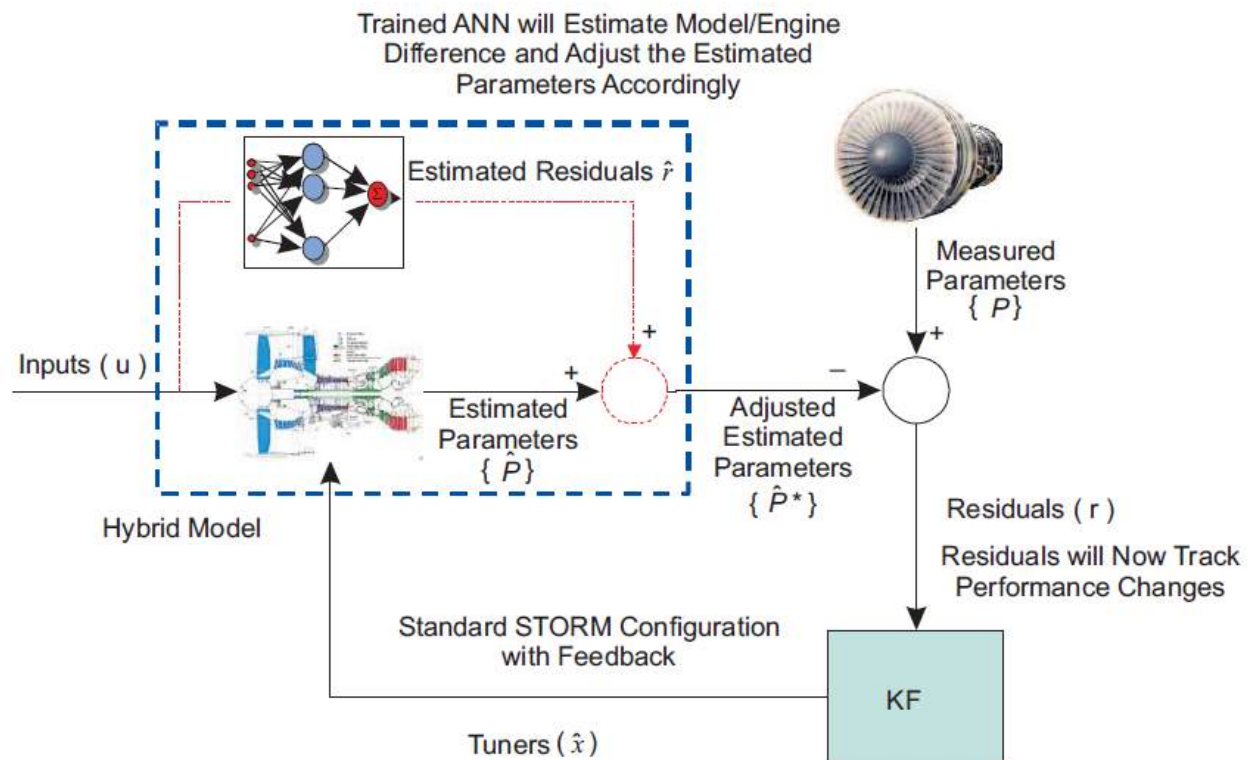 Trained ANN will Estimate Model/Engine
Difference and Adjust the Estimated
Parameters Accordingly
Estimated Residuals r̂
Σ
Measured
Parameters
{ P}
+
+
Inputs ( u )
+
−
Estimated
Parameters
{ P̂}
Adjusted
Estimated
Parameters
{ P̂*}
Hybrid Model
Residuals ( r )
Residuals will Now Track
Performance Changes
Standard STORM Configuration
with Feedback
KF
Tuners ( x̂ )